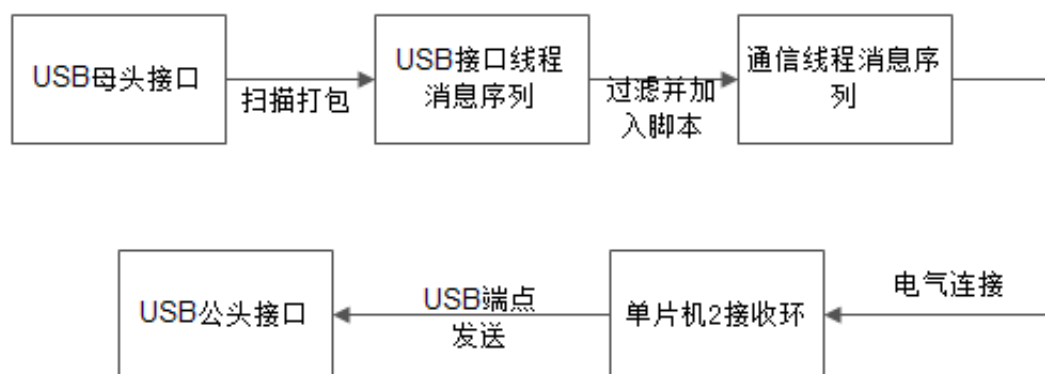 USB母头接口
扫描打包
USB接口线程
消息序列
过滤并加
入脚本
通信线程消息序
列
USB公头接口
USB端点
发送
单片机2接收环
电气连接